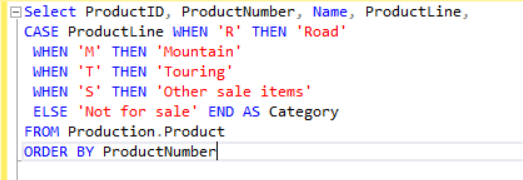 Select ProductID, ProductNumber, Name, ProductLine,
CASE ProductLine WHEN 'R' THEN 'Road'
WHEN 'M' THEN 'Mountain'
WHEN 'T' THEN 'Touring'
WHEN 'S' THEN 'Other sale items'
ELSE 'Not for sale' END AS Category
FROM Production.Product
ORDER BY ProductNumber